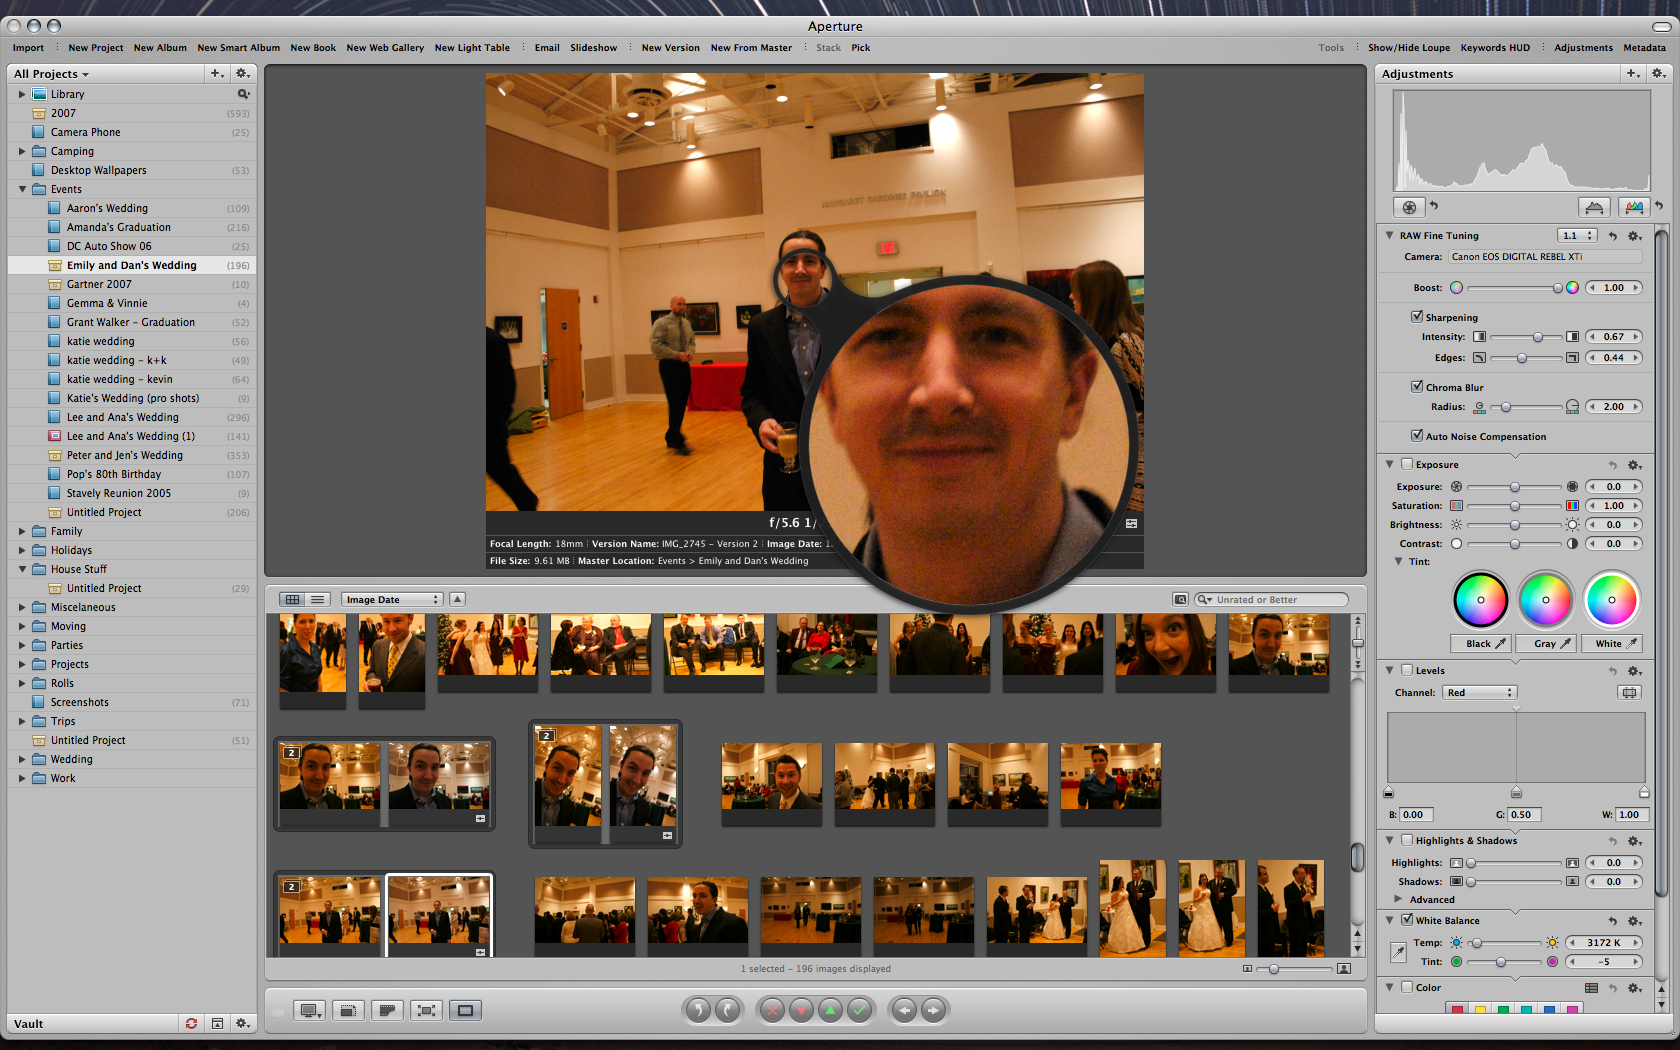 Aperture
Import New Project New Album New Smart Album New Book New Web Gallery New Light Table Email Slideshow New Version New From Master Stack Pick Tools Show/Hide Loupe Keywords HUD Adjustments Metadata
All Projects
Library
2007 (593)
Camera Phone (25)
Camping
Desktop Wallpapers (53)
Events
Aaron's Wedding (109)
Amanda's Graduation (216)
DC Auto Show 06 (25)
Emily and Dan's Wedding (196)
Gartner 2007 (10)
Gemma & Vinnie (4)
Grant Walker - Graduation (52)
katie wedding (56)
katie wedding - k+k (49)
katie wedding - kevin (64)
Katie's Wedding (pro shots) (9)
Lee and Ana's Wedding (296)
Lee and Ana's Wedding (1) (141)
Peter and Jen's Wedding (353)
Pop's 80th Birthday (107)
Stavely Reunion 2005 (9)
Untitled Project (206)
Family
Holidays
House Stuff
Untitled Project (29)
Miscelaneous
Moving
Parties
Projects
Rolls
Screenshots (71)
Trips
Untitled Project (51)
Wedding
Work
Vault
MARGARET GARDINER PAVILION
f/5.6 1/
Focal Length: 18mm Version Name: IMG_2745 - Version 2 Image Date: 1
File Size: 9.61 MB Master Location: Events > Emily and Dan's Wedding
Image Date
Unrated or Better
2
2
2
1 selected - 196 images displayed
Adjustments
RAW Fine Tuning 1.1
Camera: Canon EOS DIGITAL REBEL XTi
Boost: 1.00
Sharpening
Intensity: 0.67
Edges: 0.44
Chroma Blur
Radius: 2.00
Auto Noise Compensation
Exposure
Exposure: 0.0
Saturation: 1.00
Brightness: 0.0
Contrast: 0.0
Tint:
Black Gray White
Levels
Channel: Red
B: 0.00 G: 0.50 W: 1.00
Highlights & Shadows
Highlights: 0.0
Shadows: 0.0
Advanced
White Balance
Temp: 3172 K
Tint: -5
Color